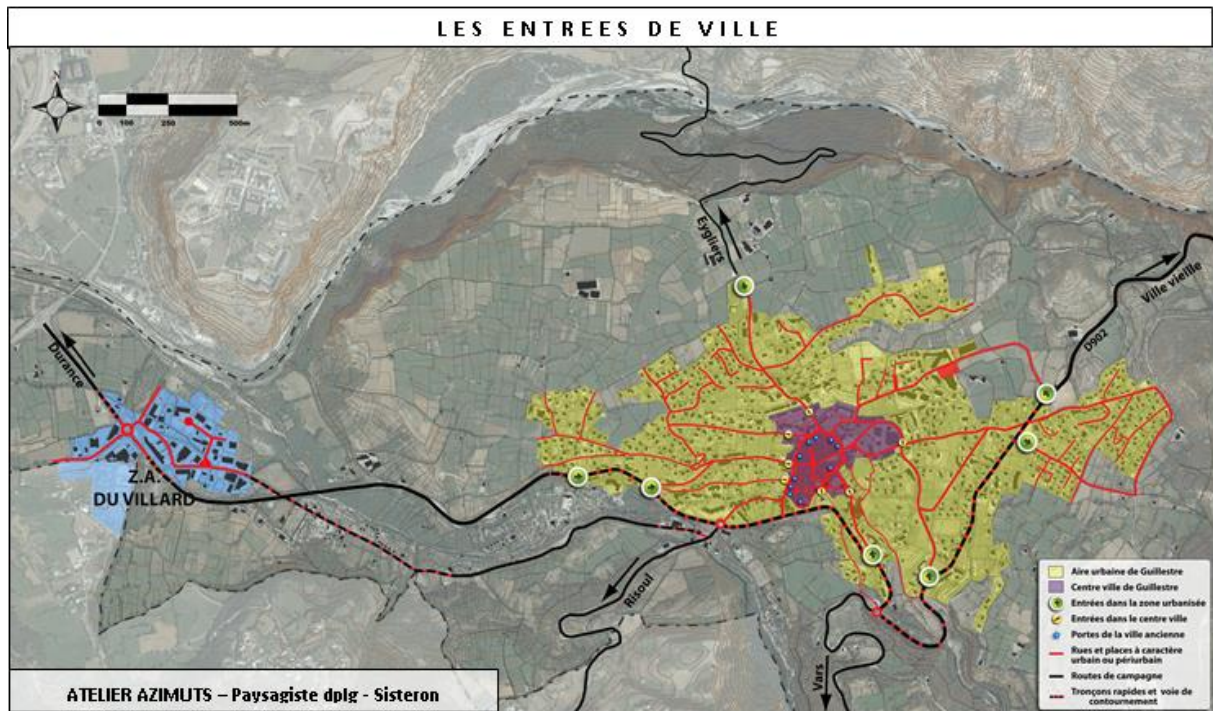 LES ENTREES DE VILLE
N
0 100 250 500m
Eygliers
Ville vieille
D902
Durance
Z.A.
DU VILLARD
Risoul
Vars
Aire urbaine de Guillestre
Centre ville de Guillestre
Entrées dans la zone urbanisée
Entrées dans le centre ville
Portes de la ville ancienne
Rues et places à caractère
urbain ou périurbain
Routes de campagne
Tronçons rapides et voie de
contournement
ATELIER AZIMUTS – Paysagiste dplg - Sisteron